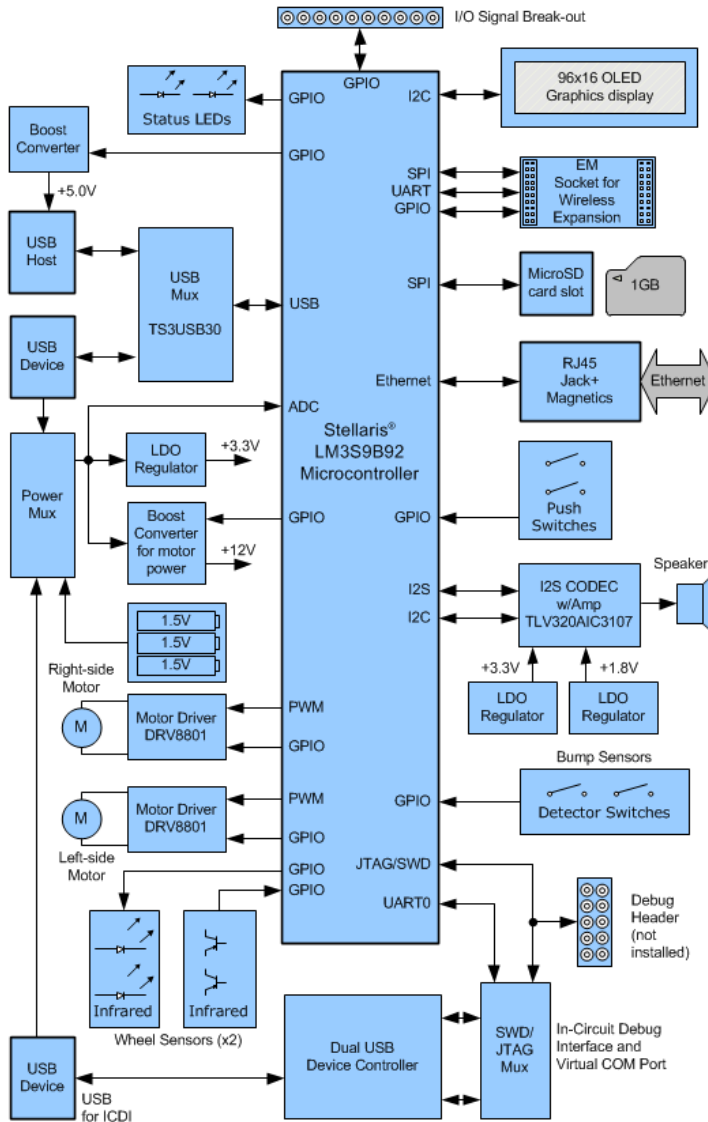 I/O Signal Break-out
GPIO
Status LEDs
GPIO
I2C
96x16 OLED
Graphics display
Boost
Converter
GPIO
+5.0V
SPI
UART
GPIO
EM
Socket for
Wireless
Expansion
USB
Host
USB
Mux
TS3USB30
USB
SPI
MicroSD
card slot
1GB
USB
Device
Ethernet
RJ45
Jack+
Magnetics
Ethernet
ADC
Stellaris®
LM3S9B92
Microcontroller
Power
Mux
LDO
Regulator
+3.3V
Boost
Converter
for motor
power
+12V
GPIO
GPIO
Push
Switches
1.5V
1.5V
1.5V
I2S
I2C
I2S CODEC
w/Amp
TLV320AIC3107
Speaker
+3.3V
+1.8V
LDO
Regulator
LDO
Regulator
Right-side
Motor
M
Motor Driver
DRV8801
PWM
GPIO
Bump Sensors
Detector Switches
GPIO
M
Left-side
Motor
Motor Driver
DRV8801
PWM
GPIO
GPIO
GPIO
JTAG/SWD
UART0
Debug
Header
(not
installed)
Infrared
Infrared
Wheel Sensors (x2)
USB
Device
USB
for ICDI
Dual USB
Device Controller
SWD/
JTAG
Mux
In-Circuit Debug
Interface and
Virtual COM Port